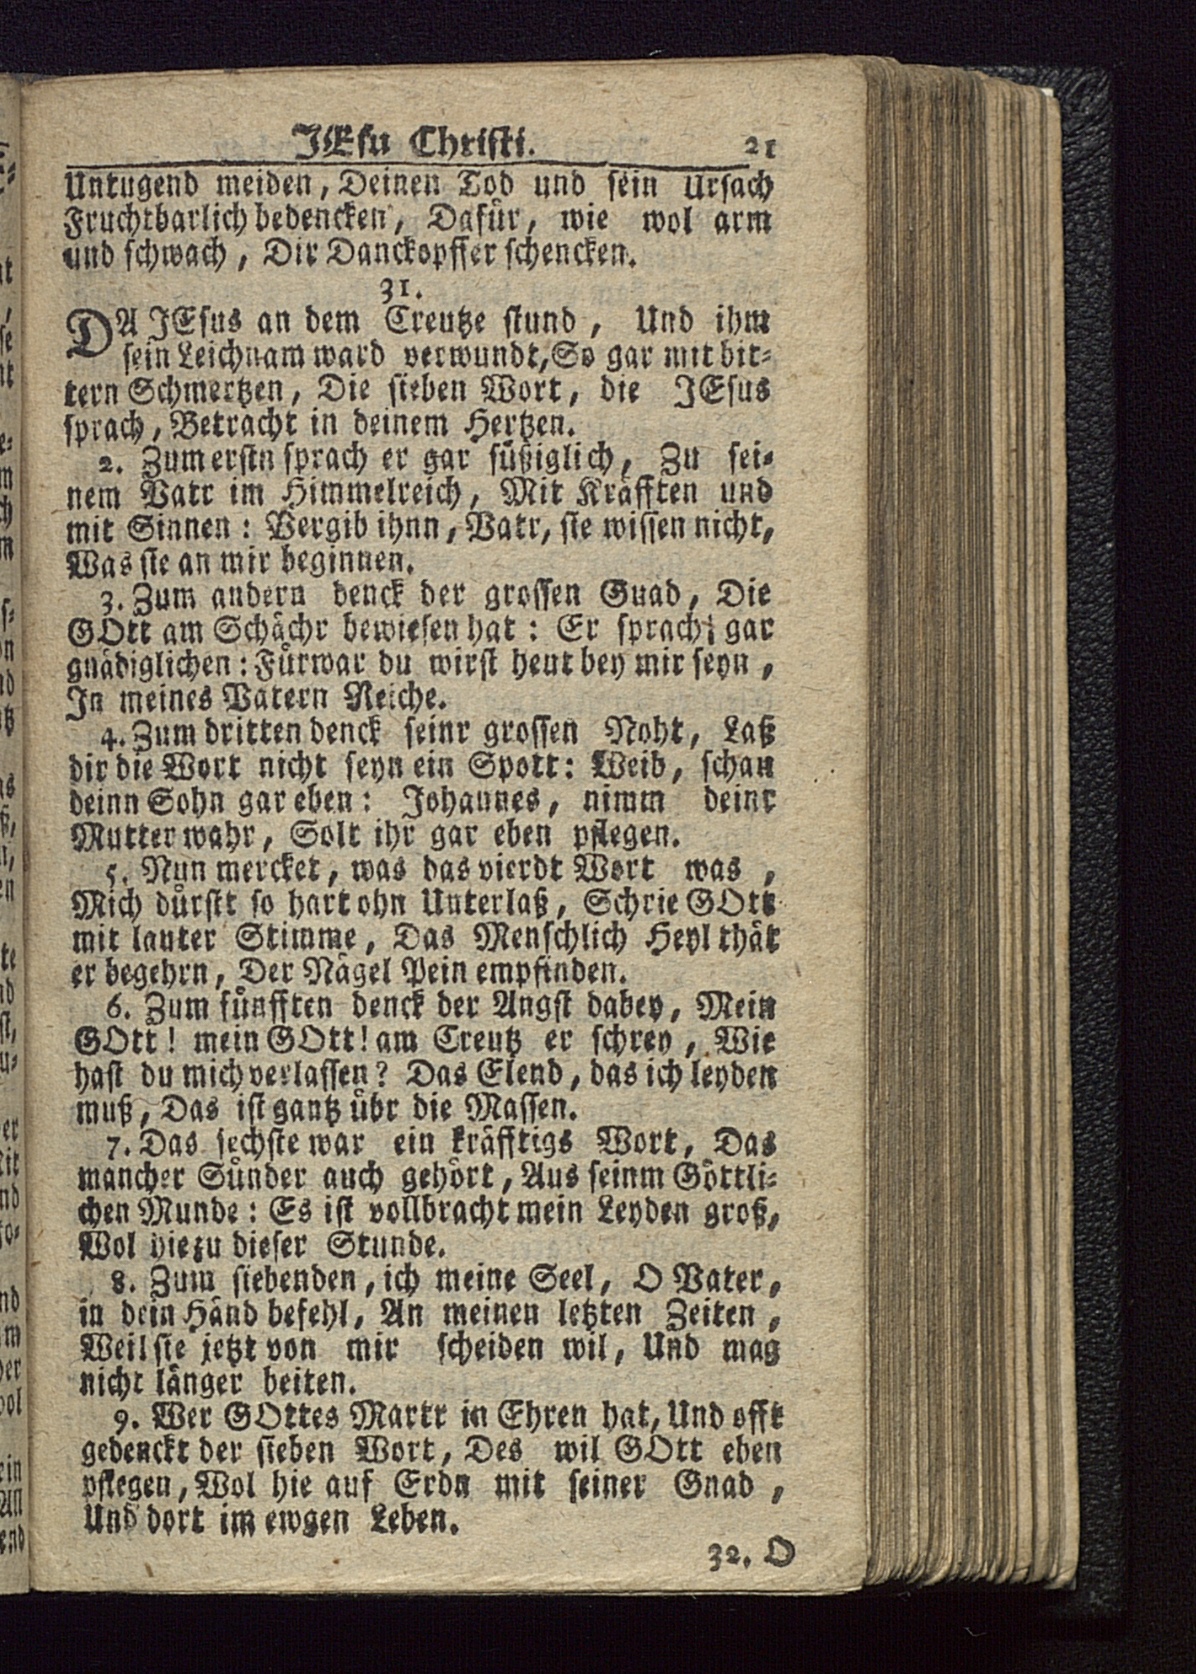 JEsu Christi. 21
Untugend meiden, Deinen Tod und sein Ursach
Fruchtbarlich bedencken, Dafür, wie wol arm
und schwach, Dir Danckopffer schencken.
31.
DA JEsus an dem Creutze stund, Und ihm
sein Leichnam ward verwundt, So gar mit bit-
tern Schmertzen, Die sieben Wort, die JEsus
sprach, Betracht in deinem Hertzen.
2. Zum erstn sprach er gar süßiglich, Zu sei-
nem Vatr im Himmelreich, Mit Kräfften und
mit Sinnen: Vergib ihnn, Vatr, sie wissen nicht,
Was sie an mir beginnen.
3. Zum andern denck der grossen Gnad, Die
GOtt am Schächr bewiesen hat: Er sprach gar
gnädiglichen: Fürwar du wirst heut bey mir seyn,
In meines Vatern Reiche.
4. Zum dritten denck seinr grossen Noht, Laß
dir die Wort nicht seyn ein Spott: Weib, schau
deinn Sohn gar eben: Johannes, nimm deinr
Mutter wahr, Solt ihr gar eben pflegen.
5. Nun mercket, was das vierdt Wort was,
Mich dürstt so hart ohn Unterlaß, Schrie GOtt
mit lauter Stimme, Das Menschlich Heyl thät
er begehrn, Der Nägel Pein empfinden.
6. Zum fünfften denck der Angst dabey, Mein
GOtt! mein GOtt! am Creutz er schrey, Wie
hast du mich verlassen? Das Elend, das ich leyden
muß, Das ist gantz übr die Massen.
7. Das sechste war ein kräfftigs Wort, Das
mancher Sünder auch gehört, Aus seinm Göttli-
chen Munde: Es ist vollbracht mein Leyden groß,
Wol hiezu dieser Stunde.
8. Zum siebenden, ich meine Seel, O Vater,
in dein Händ befehl, An meinen letzten Zeiten,
Weil sie jetzt von mir scheiden wil, Und mag
nicht länger beiten.
9. Wer GOttes Martr in Ehren hat, Und offt
gedenckt der sieben Wort, Des wil GOtt eben
pflegen, Wol hie auf Erdn mit seiner Gnad,
Und dort im ewgen Leben.
32. O